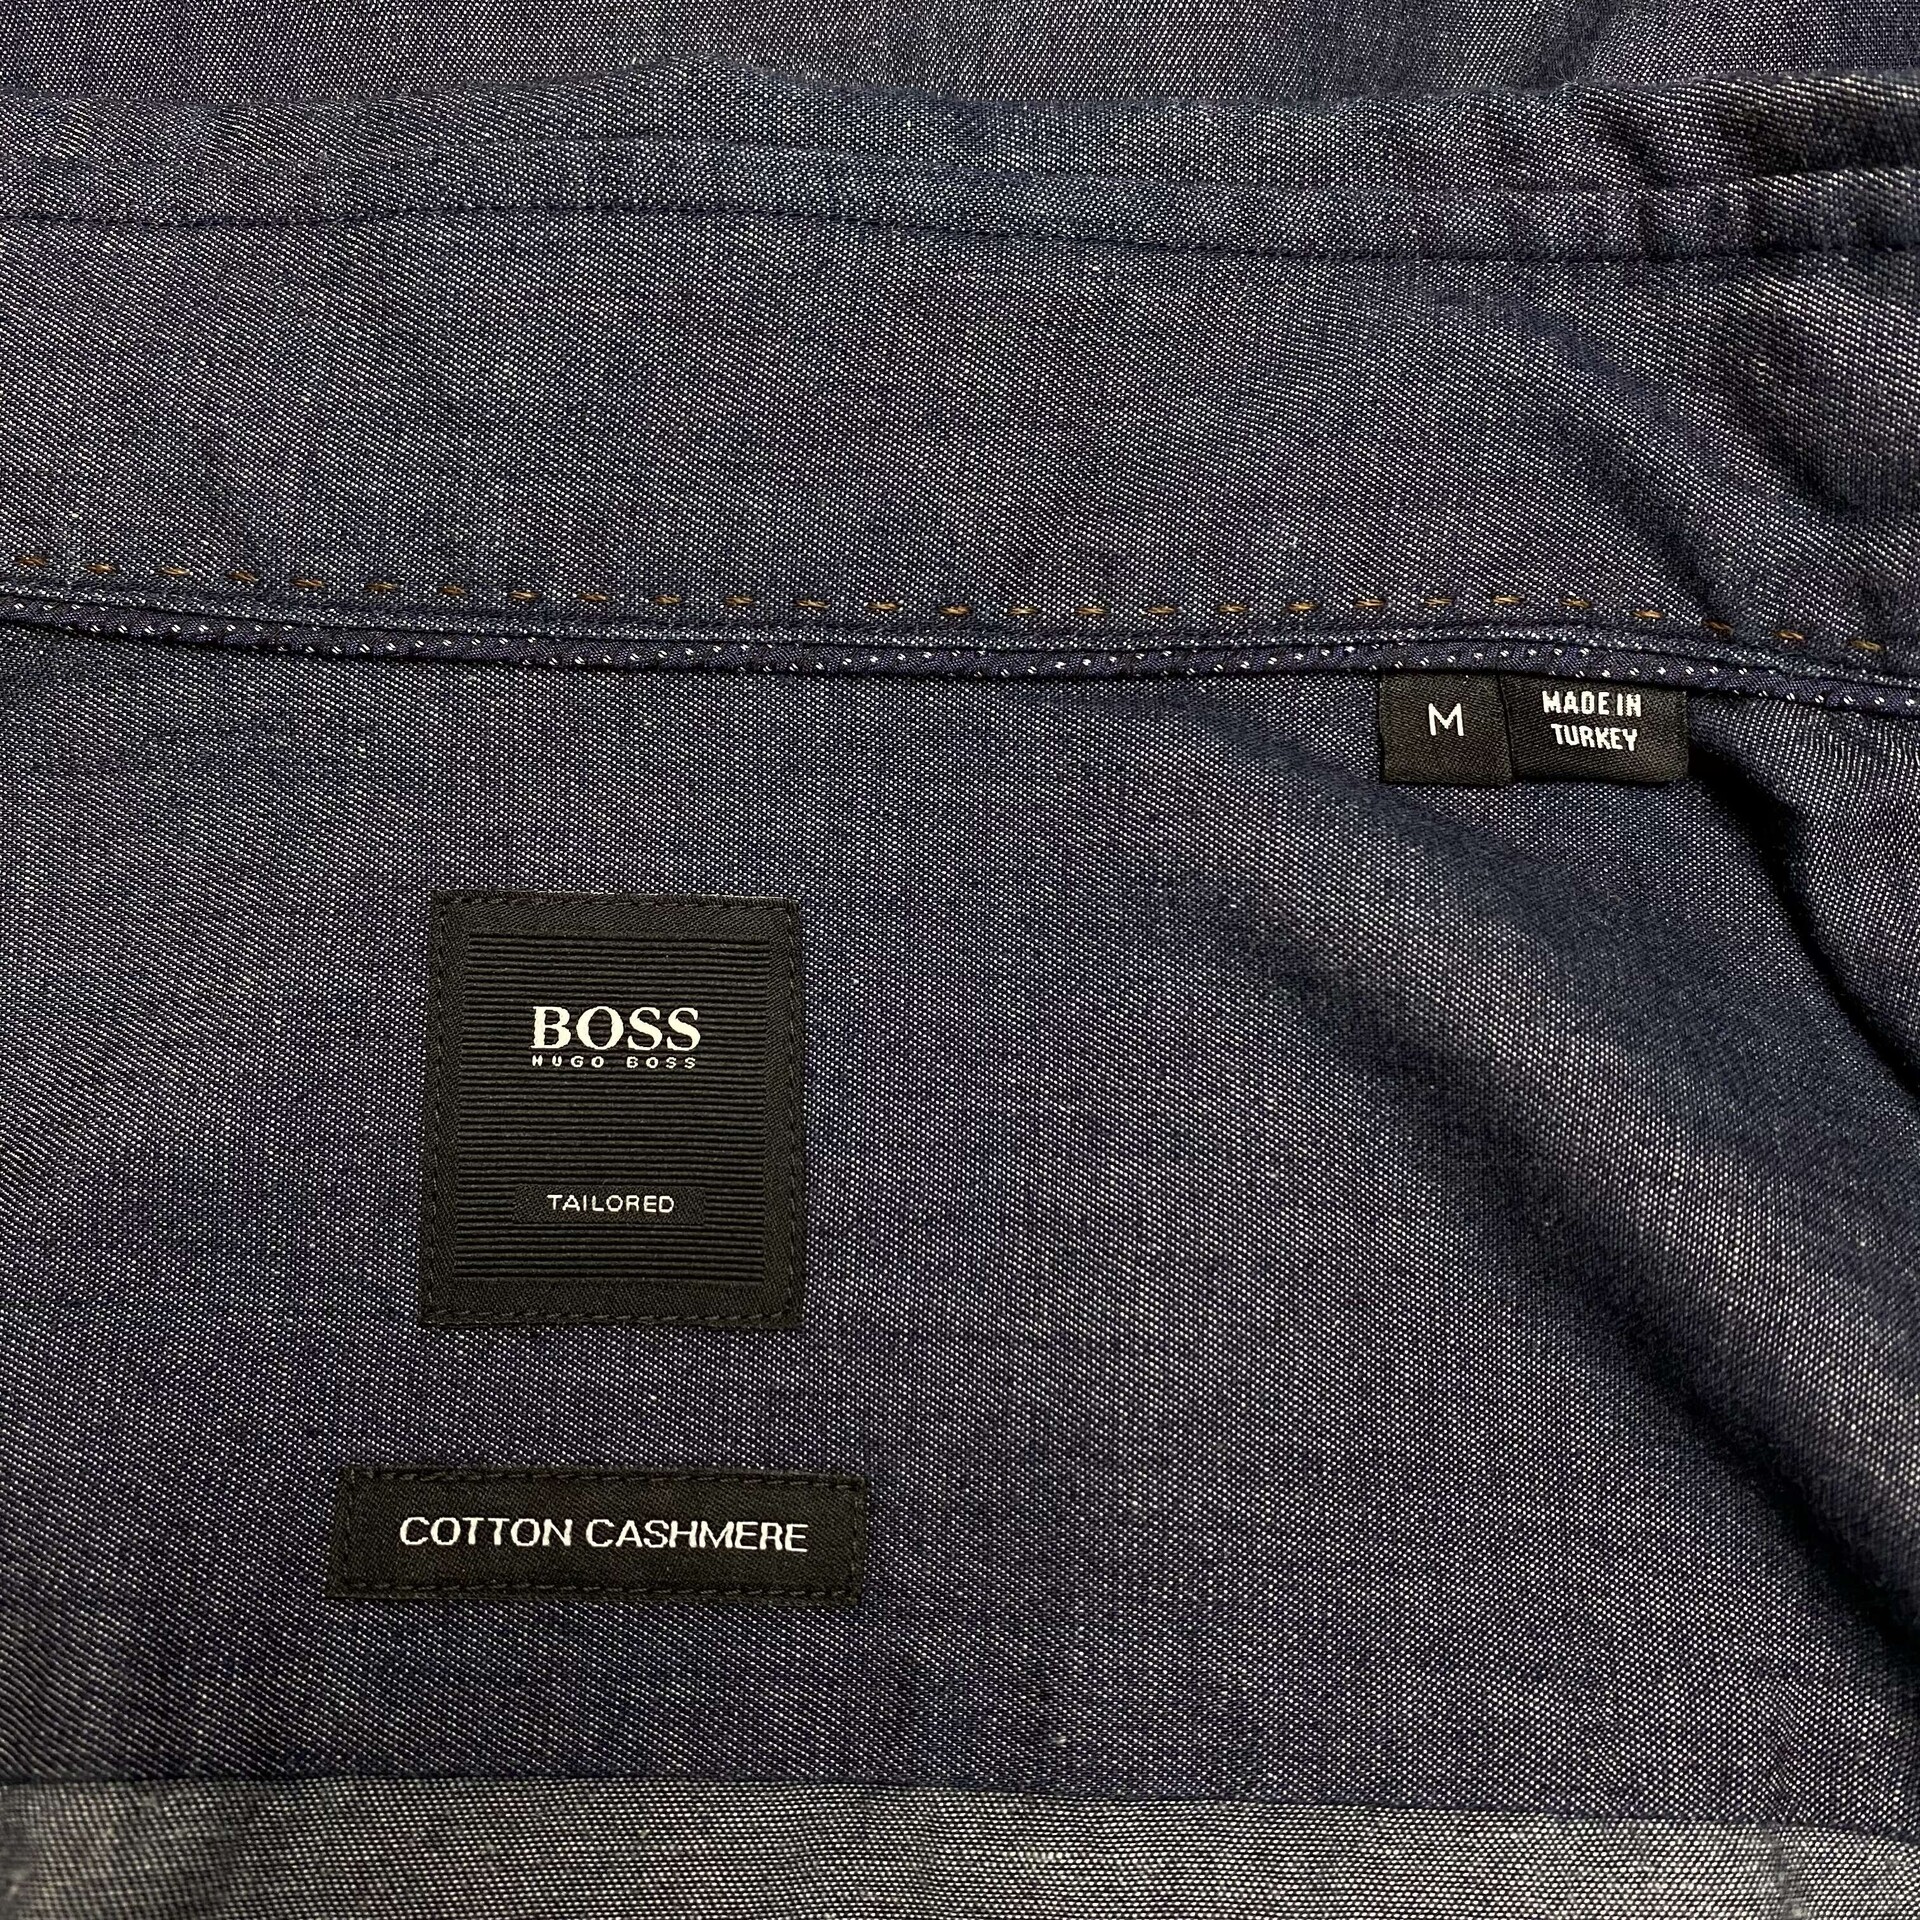 M
MADE IN
TURKEY
BOSS
HUGO BOSS
TAILORED
COTTON CASHMERE